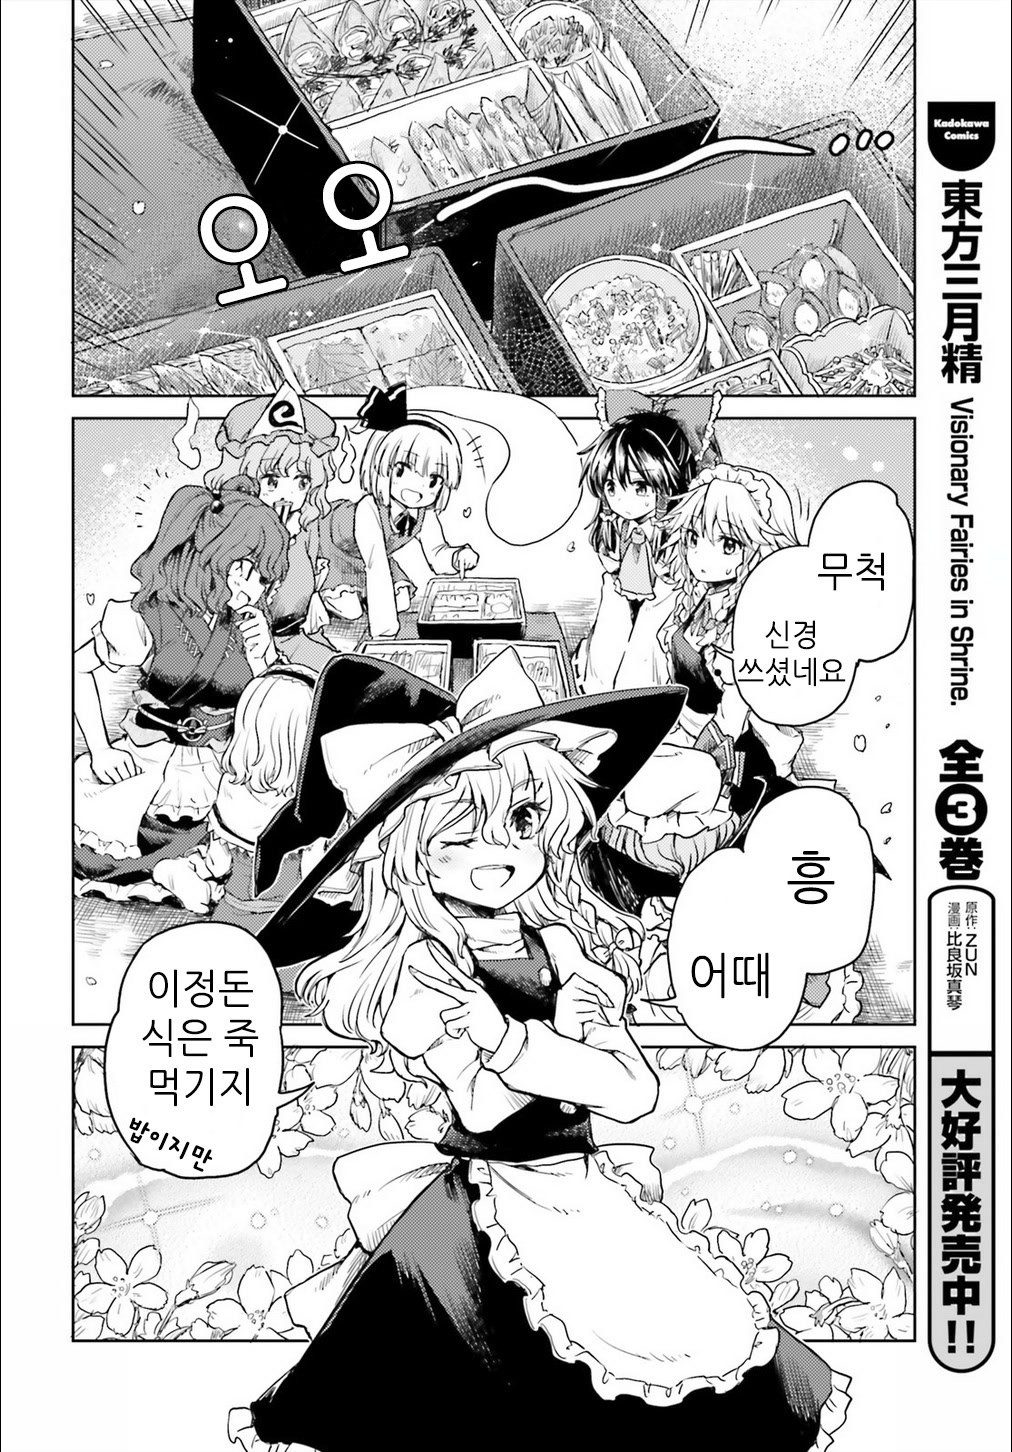 오오
무척
신경
쓰셨네요
흥
어때
이정돈
식은 죽
먹기지
밥이지만
Kadokawa
Comics
東方三月精 Visionary Fairies in Shrine.
全3巻
原作:ZUN
漫画:比良坂真琴
大好評発売中!!